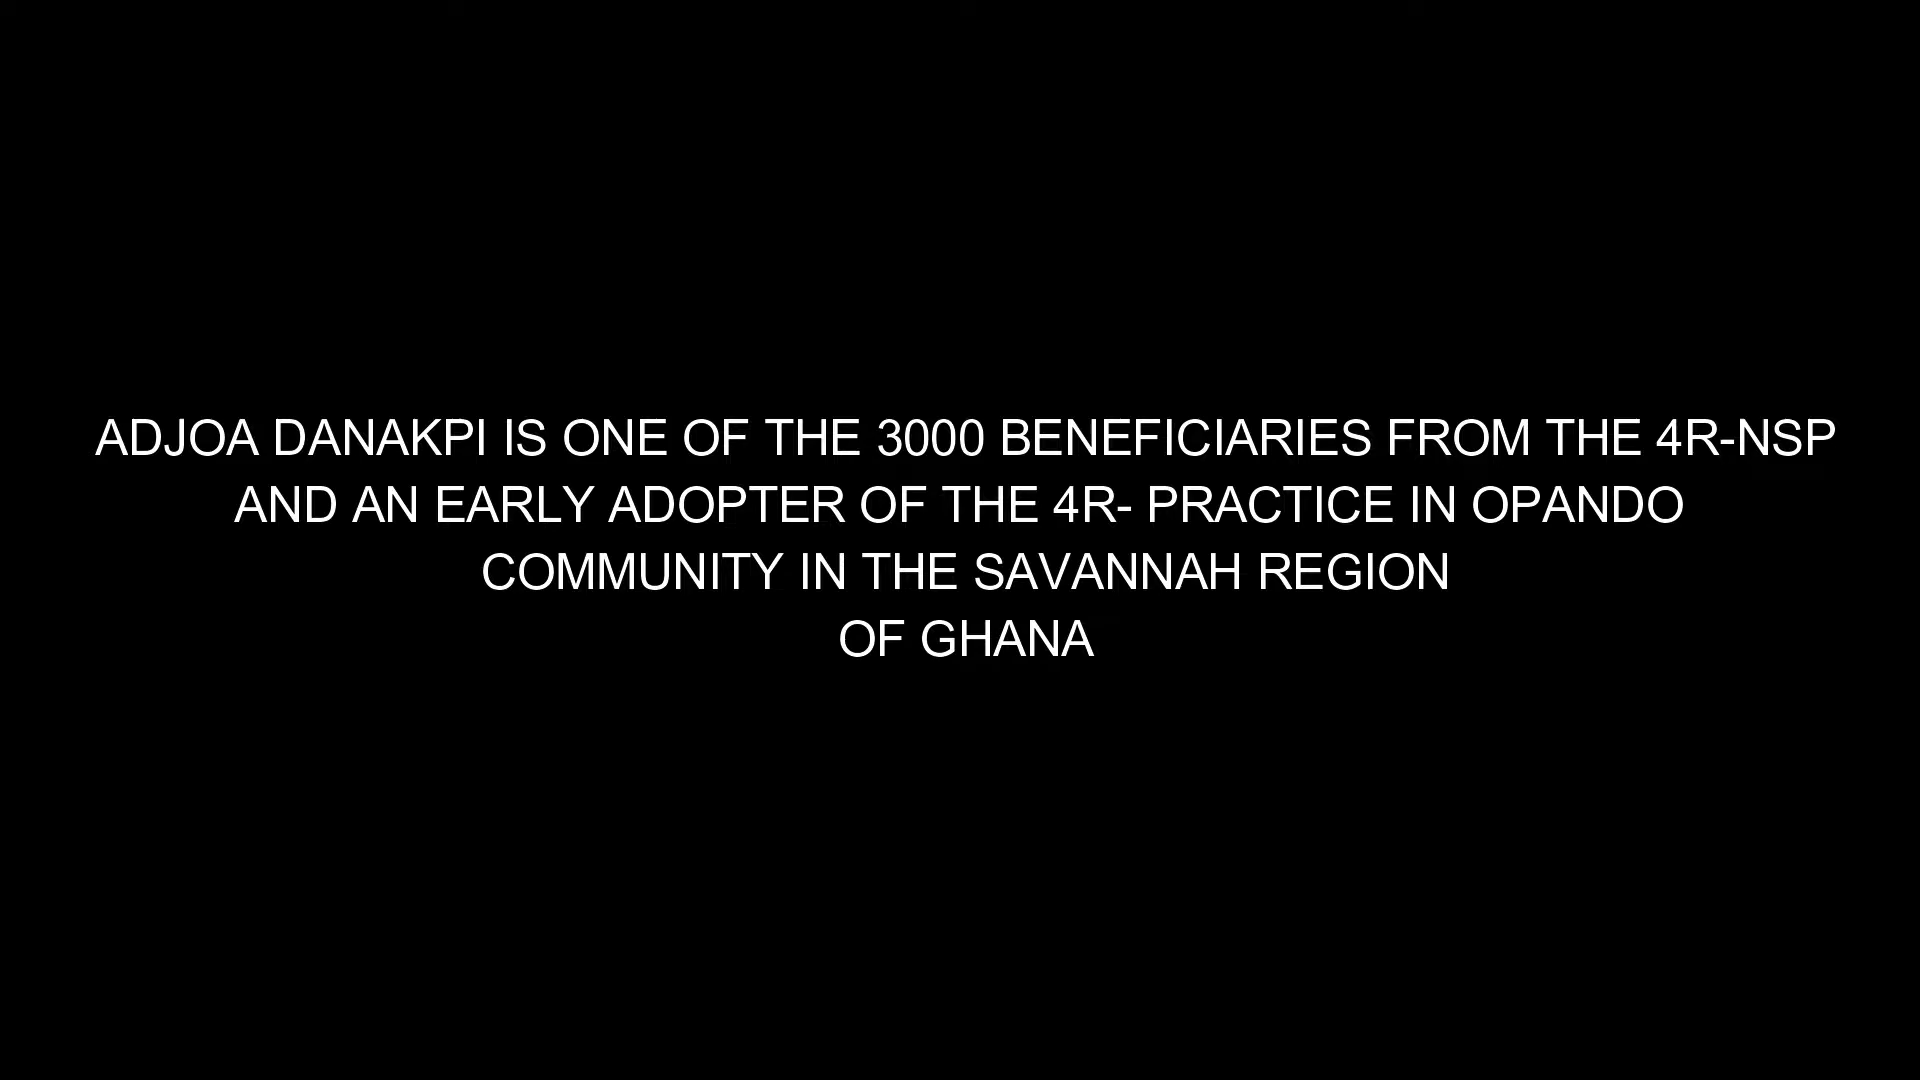 ADJOA DANAKPI IS ONE OF THE 3000 BENEFICIARIES FROM THE 4R-NSP
AND AN EARLY ADOPTER OF THE 4R- PRACTICE IN OPANDO
COMMUNITY IN THE SAVANNAH REGION
OF GHANA